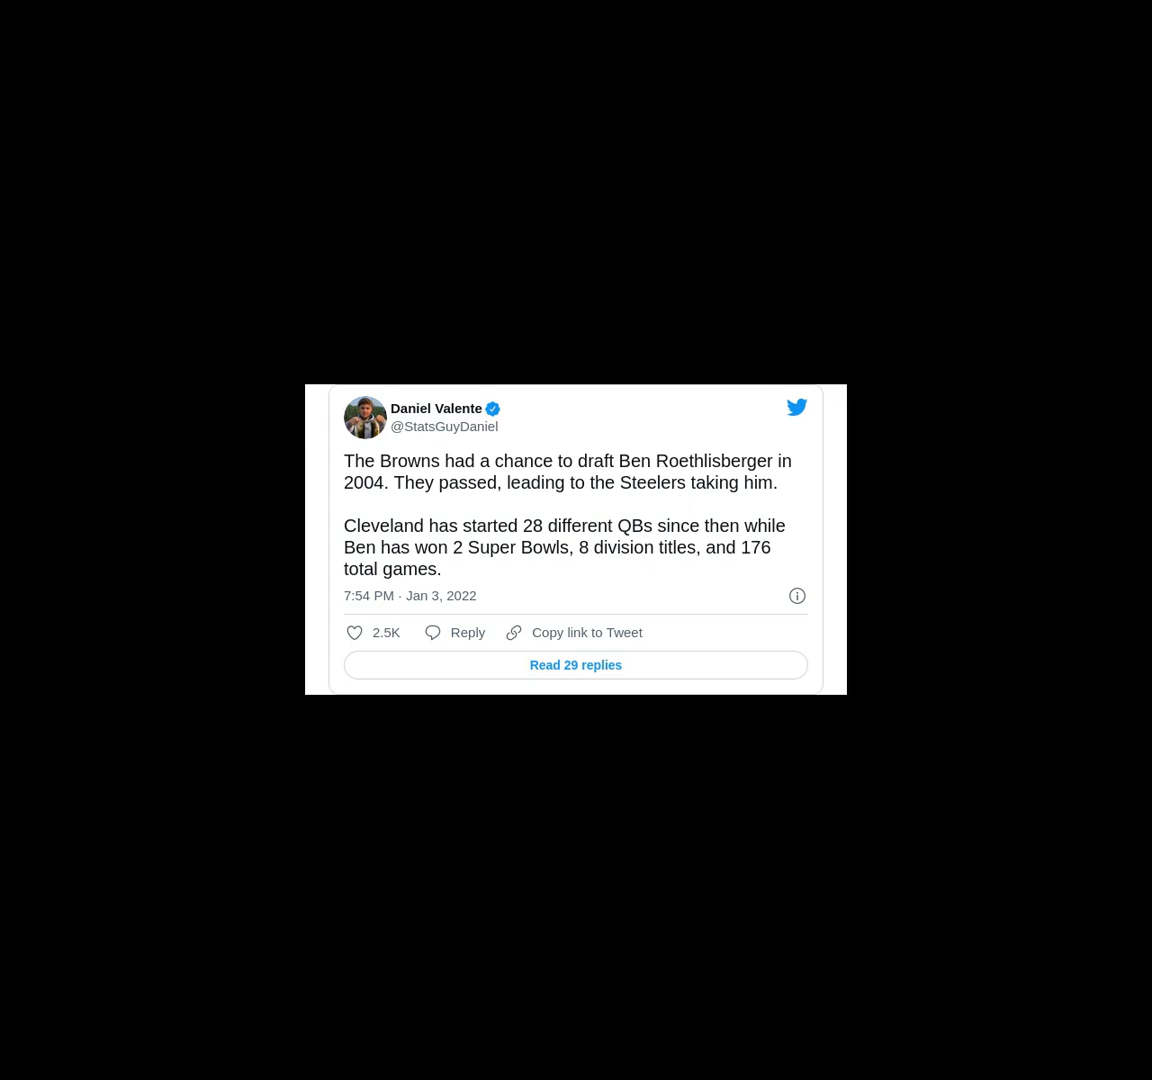 Daniel Valente
@StatsGuyDaniel
The Browns had a chance to draft Ben Roethlisberger in
2004. They passed, leading to the Steelers taking him.
Cleveland has started 28 different QBs since then while
Ben has won 2 Super Bowls, 8 division titles, and 176
total games.
7:54 PM · Jan 3, 2022
2.5K Reply Copy link to Tweet
Read 29 replies